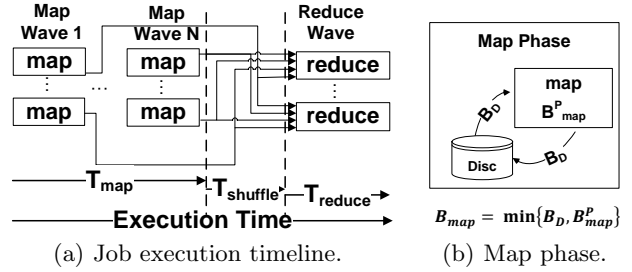 Map Wave 1
Map Wave N
Reduce Wave
map
map
reduce
map
map
reduce
T_map
T_shuffle
T_reduce
Execution Time
(a) Job execution timeline.
Map Phase
map
B^P_map
B_D
B_D
Disc
B_map = min{B_D, B^P_map}
(b) Map phase.